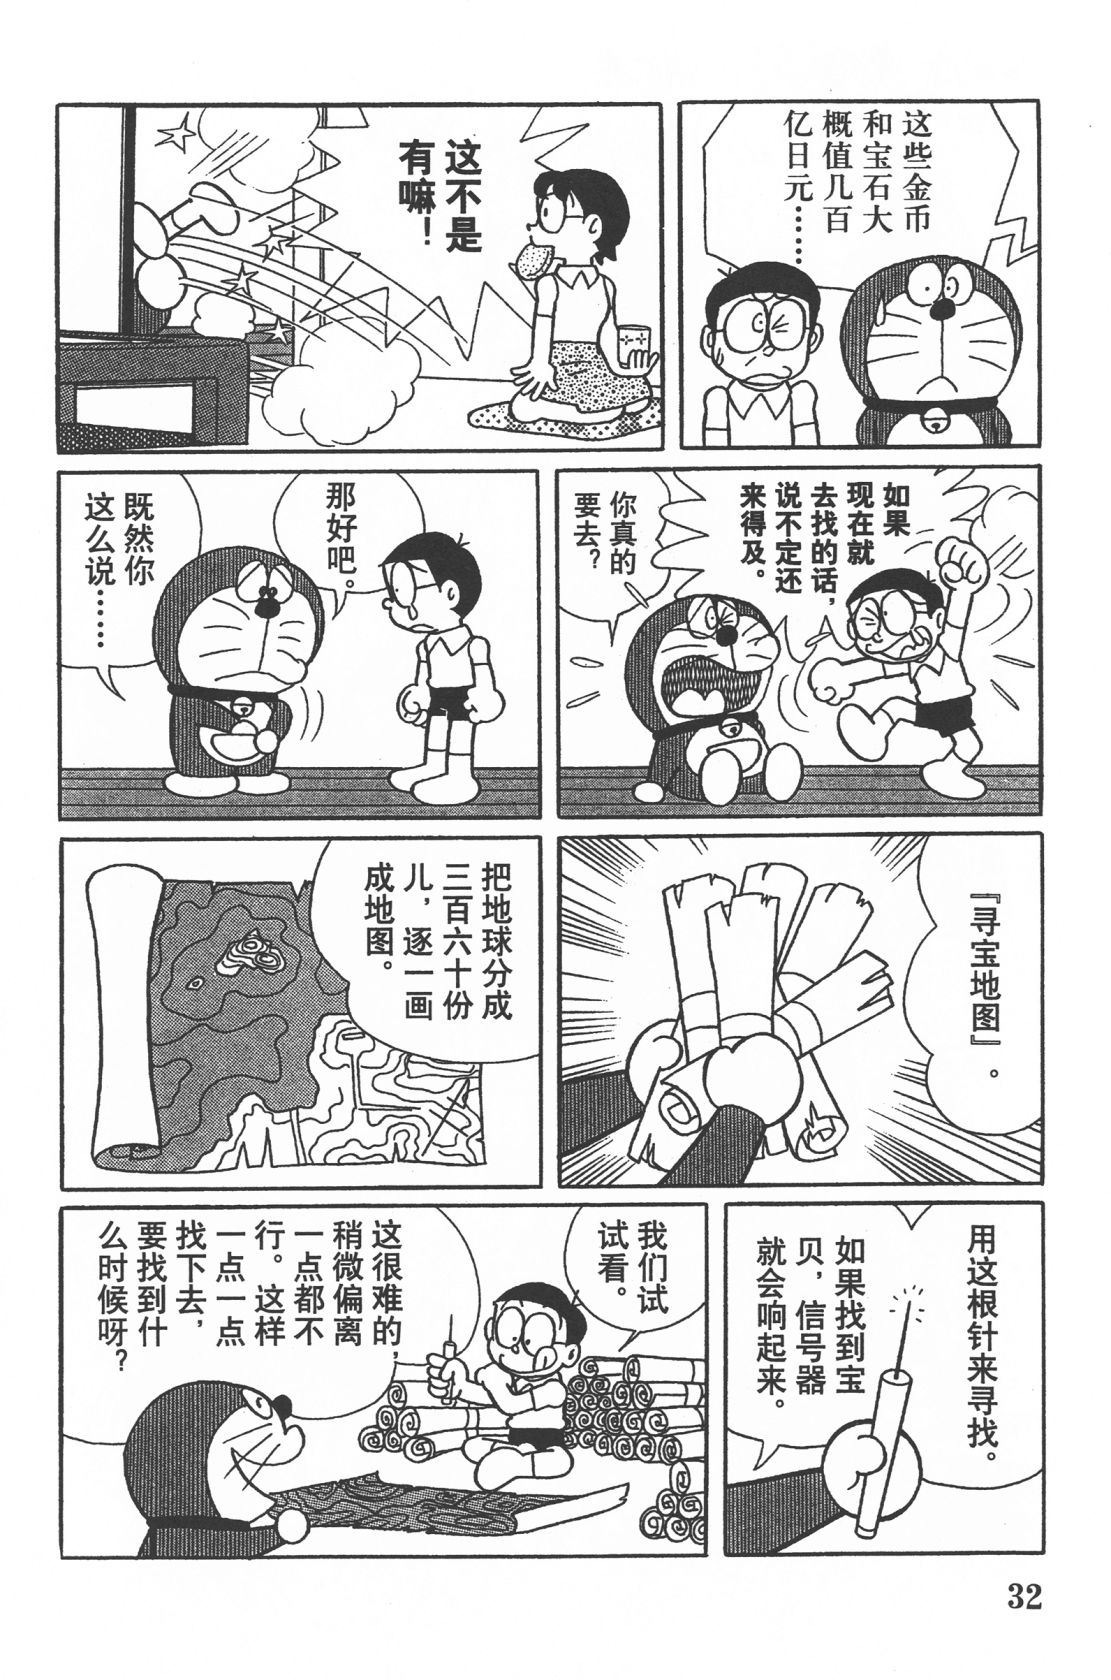 这些金币
和宝石大
概值几百
亿日元……
这不是
有嘛！
如果
现在就
去找的话，
说不定还
来得及。
你真的
要去？
那好吧。
既然你
这么说……
『寻宝地图』。
把地球分成
三百六十份
儿，逐一画
成地图。
用这根针来寻找。
如果找到宝
贝，信号器
就会响起来。
我们试
试看。
这很难的，
稍微偏离
一点都不
行。这样
一点一点
找下去，
要找到什
么时候呀？
32